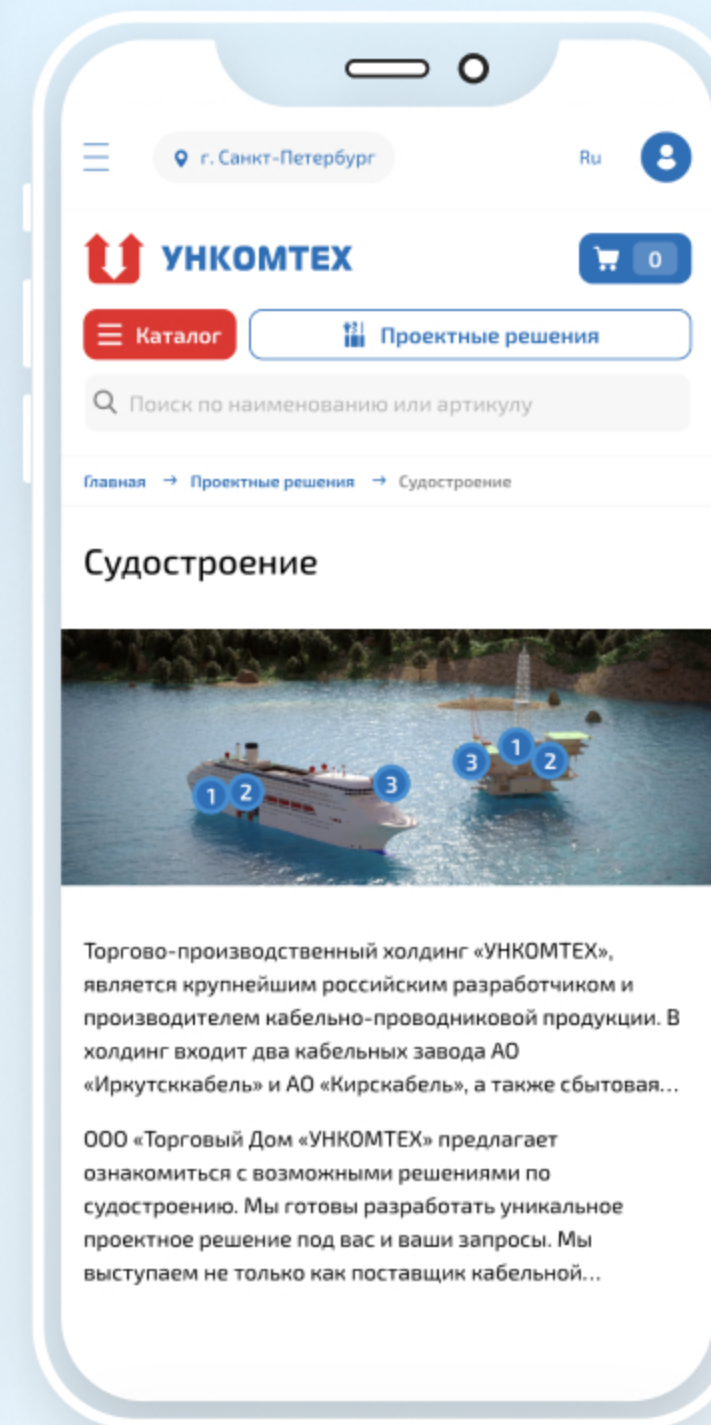 г. Санкт-Петербург
Ru
УНКОМТЕХ
0
Каталог
Проектные решения
Поиск по наименованию или артикулу
Главная → Проектные решения → Судостроение
Судостроение
1 2 3 3 1 2
Торгово-производственный холдинг «УНКОМТЕХ»,
является крупнейшим российским разработчиком и
производителем кабельно-проводниковой продукции. В
холдинг входит два кабельных завода АО
«Иркутсккабель» и АО «Кирскабель», а также сбытовая...
ООО «Торговый Дом «УНКОМТЕХ» предлагает
ознакомиться с возможными решениями по
судостроению. Мы готовы разработать уникальное
проектное решение под вас и ваши запросы. Мы
выступаем не только как поставщик кабельной...